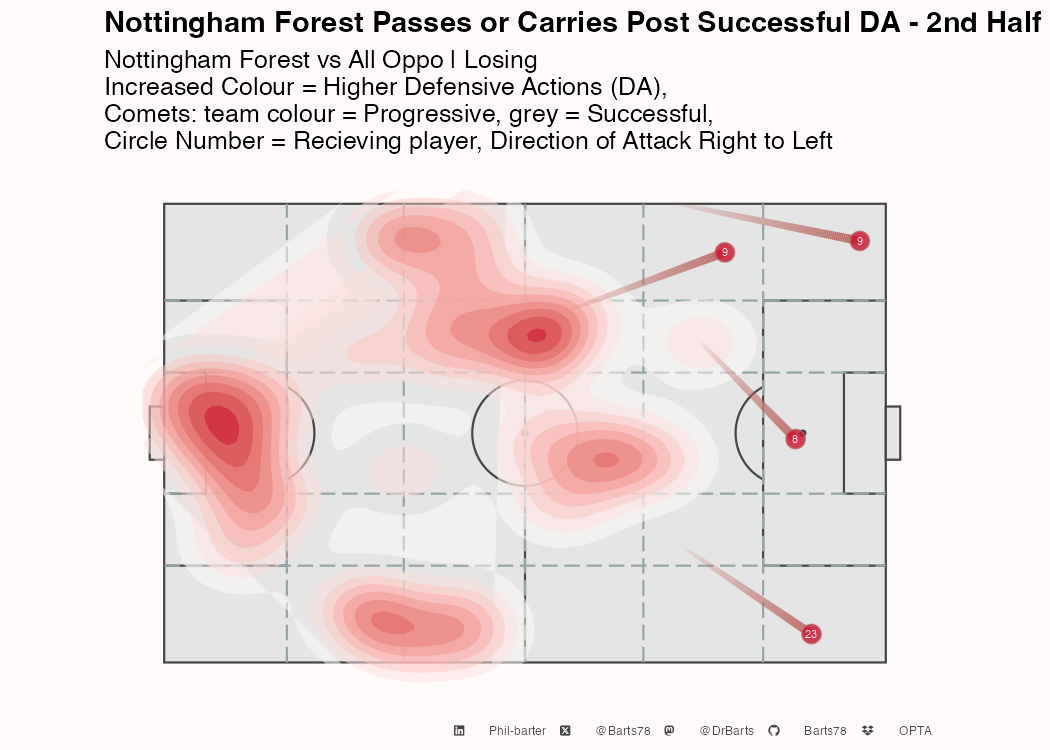 Nottingham Forest Passes or Carries Post Successful DA - 2nd Half
Nottingham Forest vs All Oppo | Losing
Increased Colour = Higher Defensive Actions (DA),
Comets: team colour = Progressive, grey = Successful,
Circle Number = Recieving player, Direction of Attack Right to Left
9
9
8
23
Phil-barter @Barts78 @DrBarts Barts78 OPTA